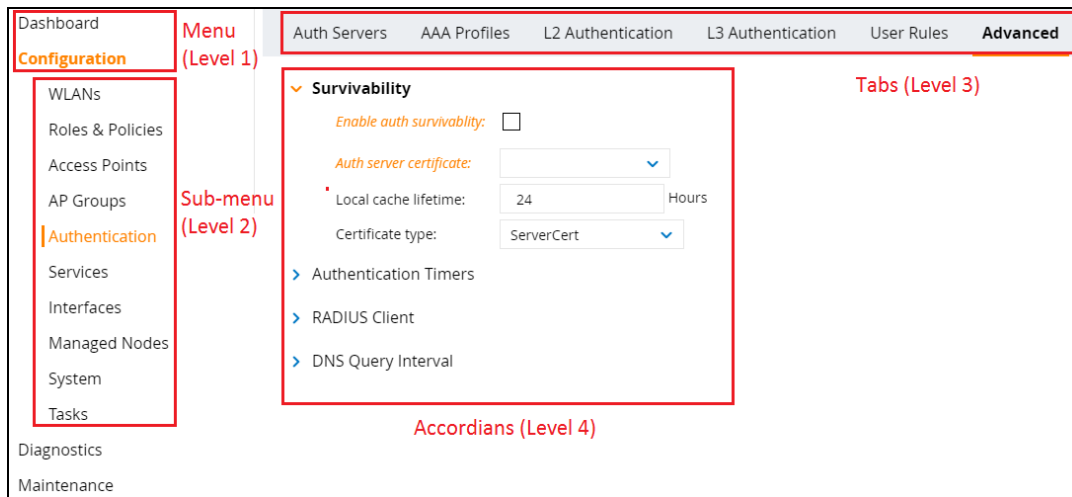 Dashboard
Configuration
Menu
(Level 1)
WLANs
Roles & Policies
Access Points
AP Groups
Authentication
Services
Interfaces
Managed Nodes
System
Tasks
Sub-menu
(Level 2)
Diagnostics
Maintenance
Auth Servers AAA Profiles L2 Authentication L3 Authentication User Rules Advanced
Tabs (Level 3)
Survivability
Enable auth survivablity:
Auth server certificate:
Local cache lifetime: 24 Hours
Certificate type: ServerCert
Authentication Timers
RADIUS Client
DNS Query Interval
Accordians (Level 4)